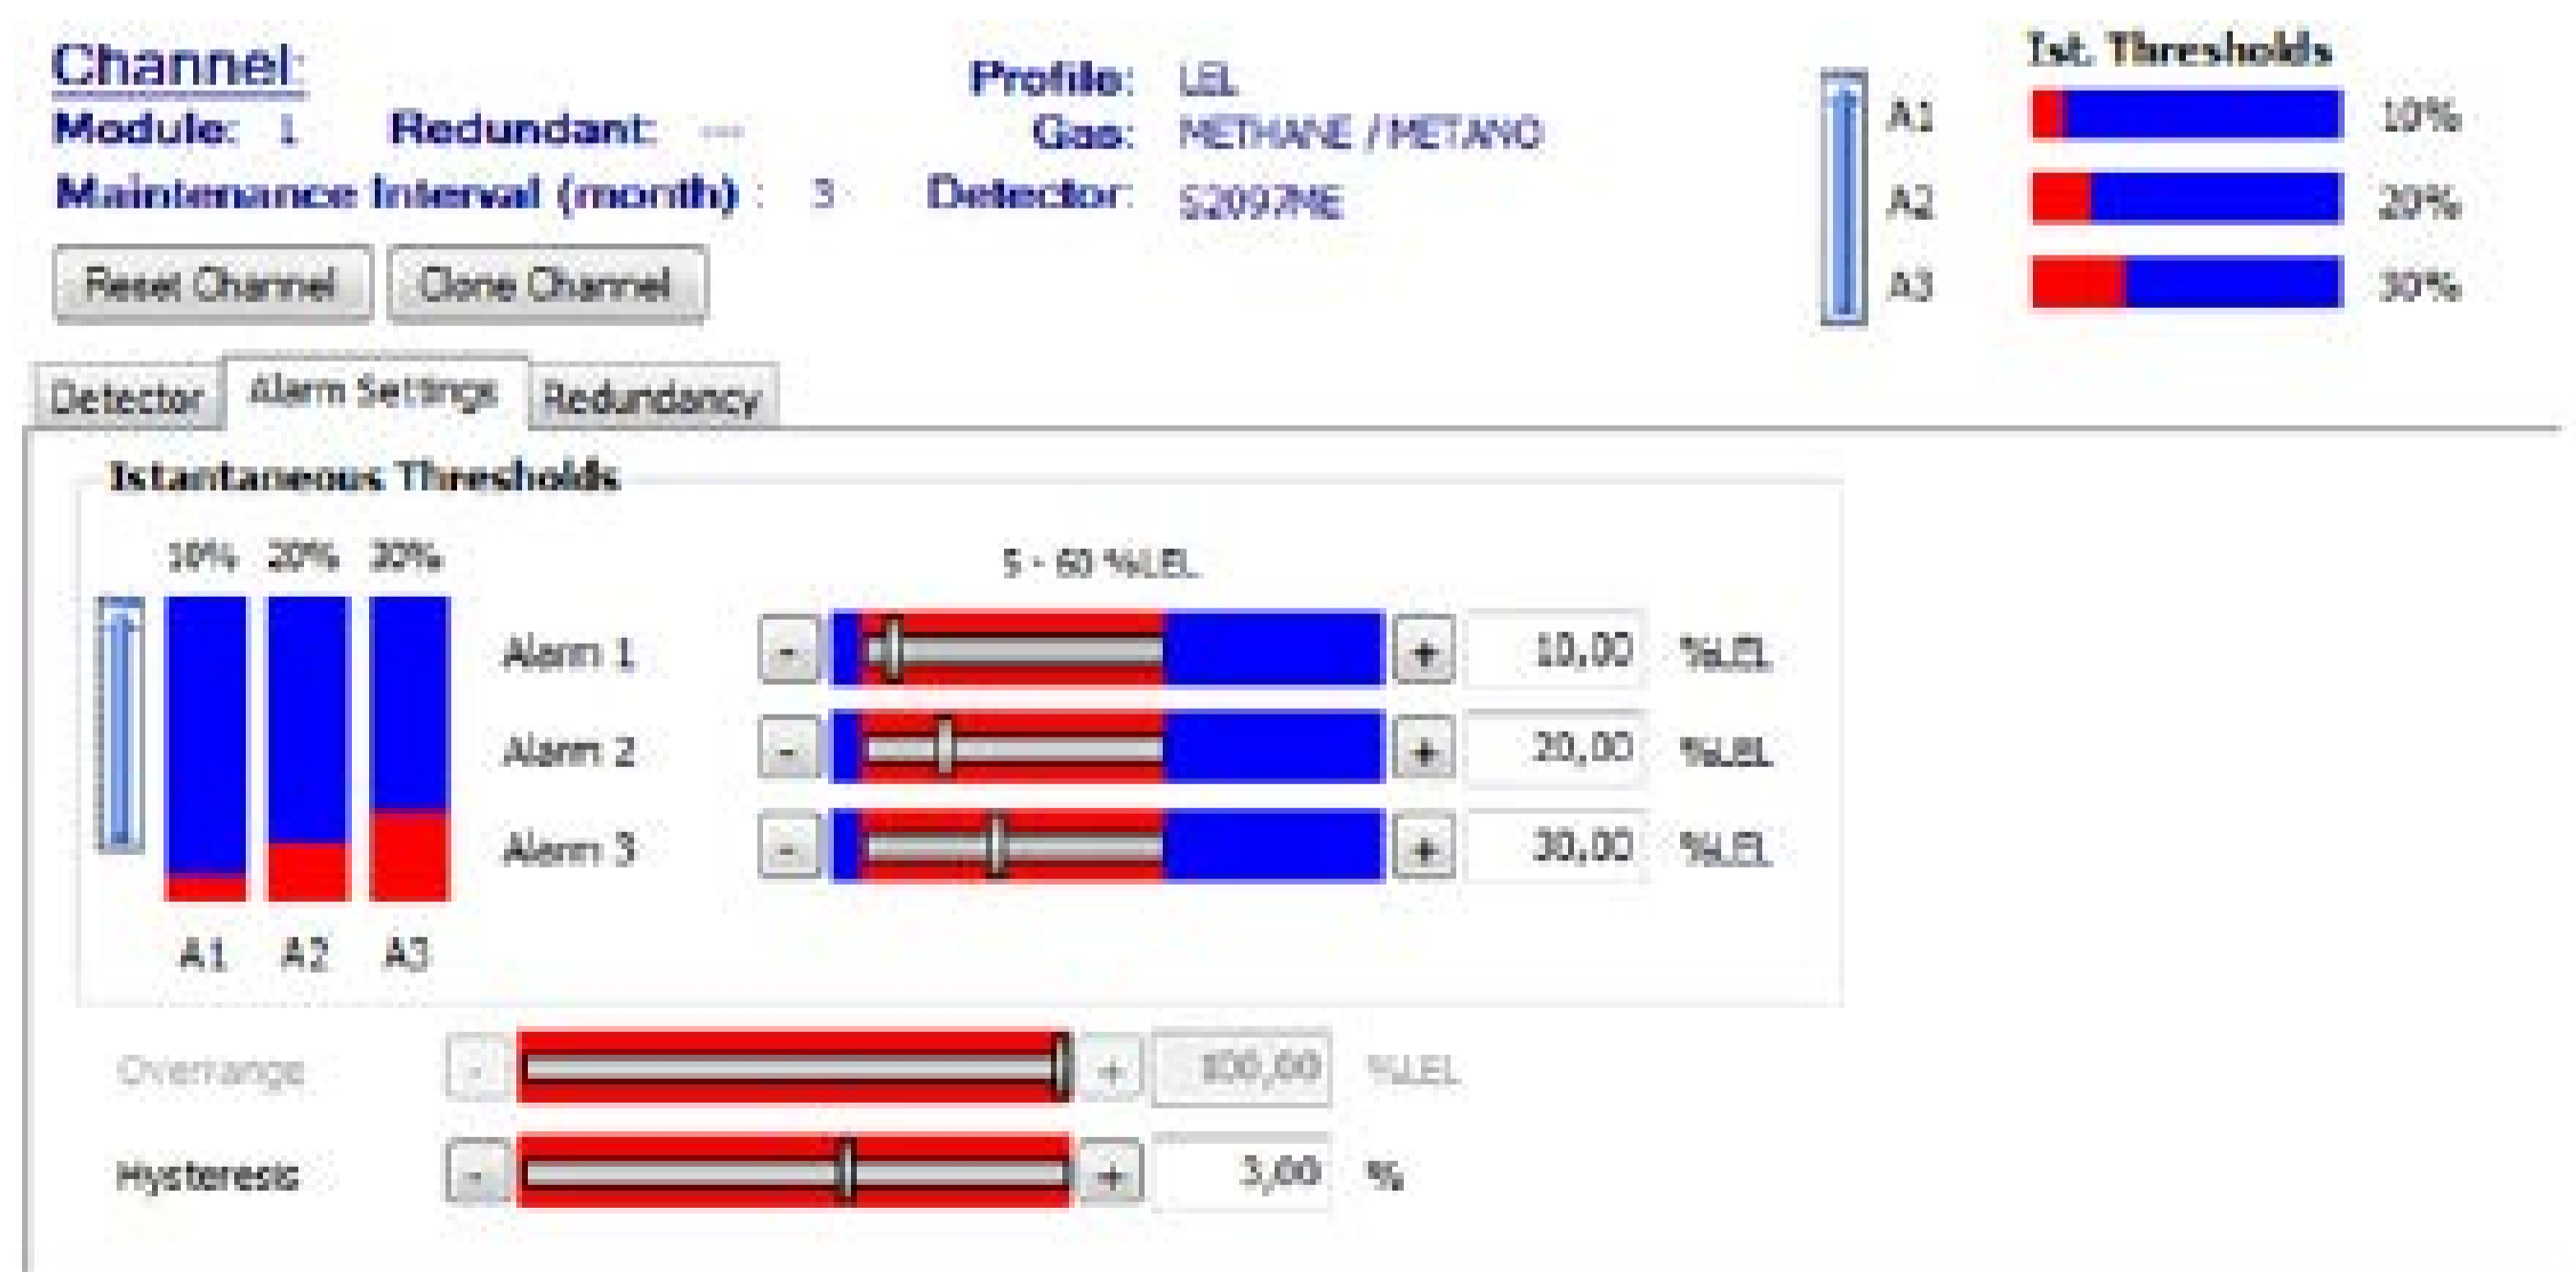 Channel:
Module: 1 Redundant: ---
Maintenance Interval (month) : 3
Profile: LEL
Gas: METHANE / METANO
Detector: S2097ME
Reset Channel Clone Channel
Ist. Thresholds
A1 10%
A2 20%
A3 30%
Detector Alarm Settings Redundancy
Istantaneous Thresholds
10% 20% 30%
5 - 60 %LEL
Alarm 1 - + 10,00 %LEL
Alarm 2 - + 20,00 %LEL
Alarm 3 - + 30,00 %LEL
A1 A2 A3
Overrange - + 100,00 %LEL
Hysteresis - + 3,00 %